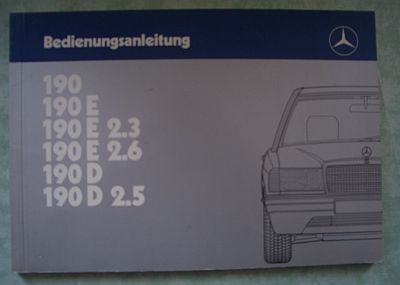 Bedienungsanleitung
190
190 E
190 E 2.3
190 E 2.6
190 D
190 D 2.5